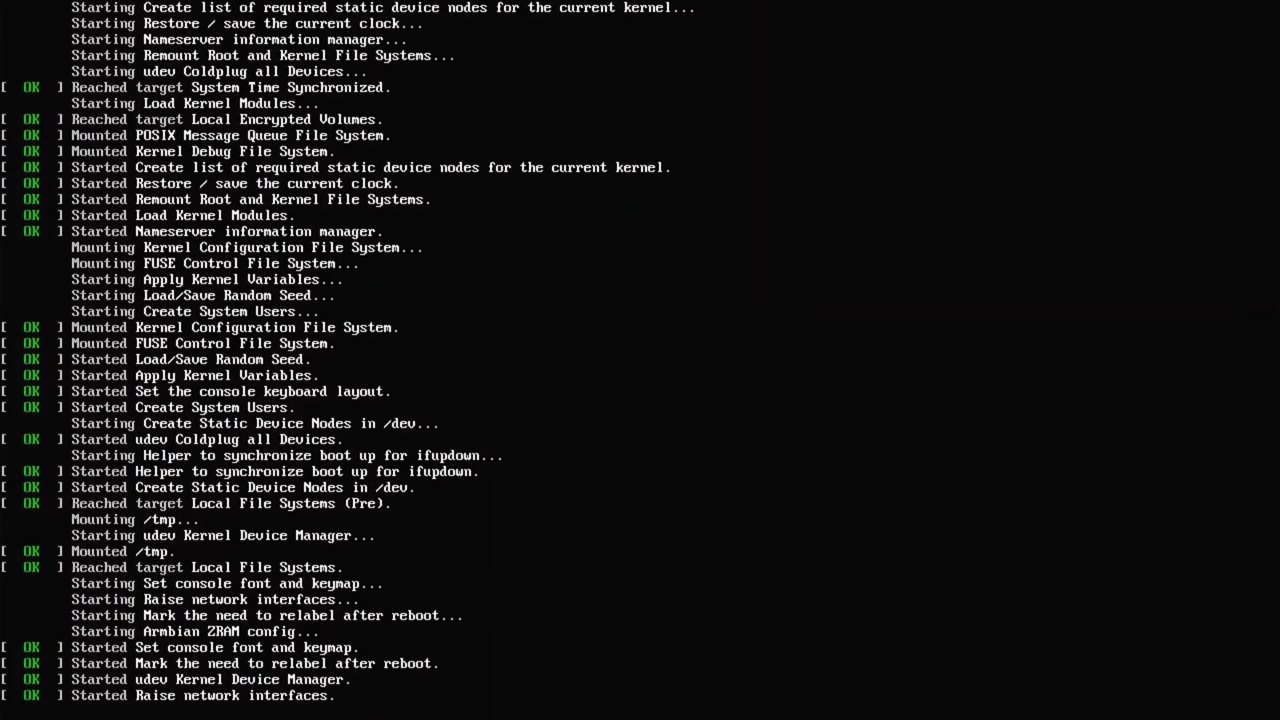 Starting Create list of required static device nodes for the current kernel...
Starting Restore / save the current clock...
Starting Nameserver information manager...
Starting Remount Root and Kernel File Systems...
Starting udev Coldplug all Devices...
[  OK  ] Reached target System Time Synchronized.
Starting Load Kernel Modules...
[  OK  ] Reached target Local Encrypted Volumes.
[  OK  ] Mounted POSIX Message Queue File System.
[  OK  ] Mounted Kernel Debug File System.
[  OK  ] Started Create list of required static device nodes for the current kernel.
[  OK  ] Started Restore / save the current clock.
[  OK  ] Started Remount Root and Kernel File Systems.
[  OK  ] Started Load Kernel Modules.
[  OK  ] Started Nameserver information manager.
Mounting Kernel Configuration File System...
Mounting FUSE Control File System...
Starting Apply Kernel Variables...
Starting Load/Save Random Seed...
Starting Create System Users...
[  OK  ] Mounted Kernel Configuration File System.
[  OK  ] Mounted FUSE Control File System.
[  OK  ] Started Load/Save Random Seed.
[  OK  ] Started Apply Kernel Variables.
[  OK  ] Started Set the console keyboard layout.
[  OK  ] Started Create System Users.
Starting Create Static Device Nodes in /dev...
[  OK  ] Started udev Coldplug all Devices.
Starting Helper to synchronize boot up for ifupdown...
[  OK  ] Started Helper to synchronize boot up for ifupdown.
[  OK  ] Started Create Static Device Nodes in /dev.
[  OK  ] Reached target Local File Systems (Pre).
Mounting /tmp...
Starting udev Kernel Device Manager...
[  OK  ] Mounted /tmp.
[  OK  ] Reached target Local File Systems.
Starting Set console font and keymap...
Starting Raise network interfaces...
Starting Mark the need to relabel after reboot...
Starting Armbian ZRAM config...
[  OK  ] Started Set console font and keymap.
[  OK  ] Started Mark the need to relabel after reboot.
[  OK  ] Started udev Kernel Device Manager.
[  OK  ] Started Raise network interfaces.